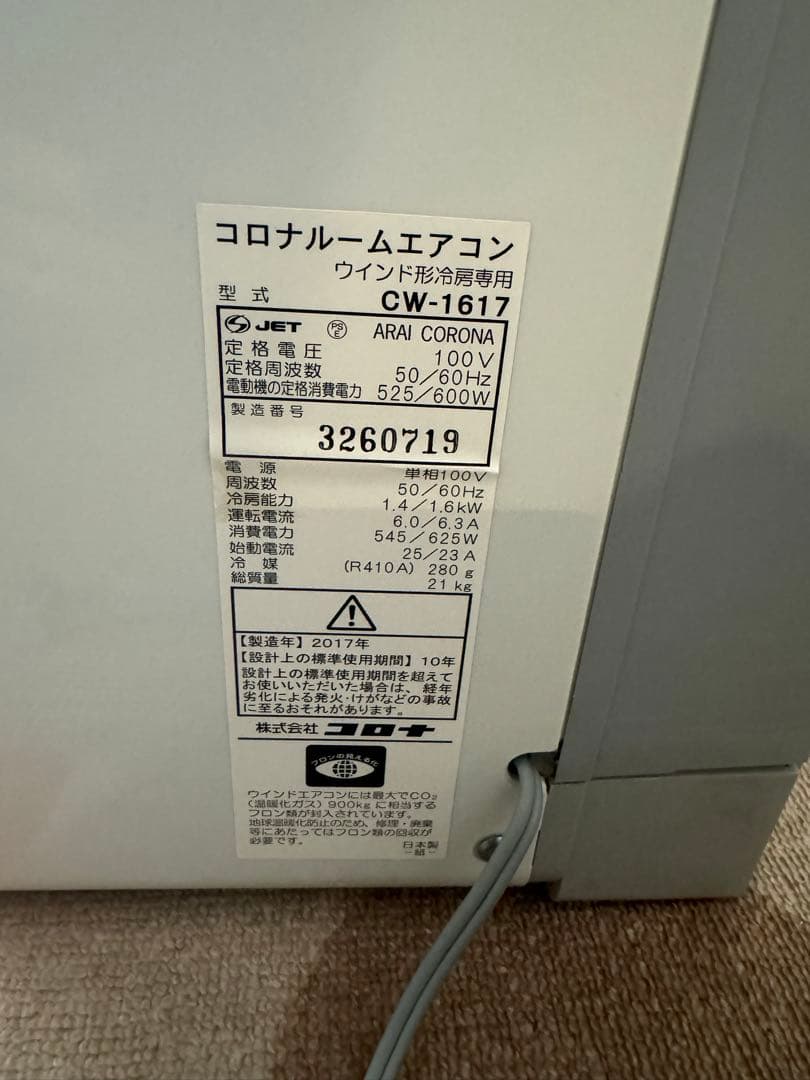 コロナルームエアコン
ウインド形冷房専用
型式 CW-1617
JET PSE ARAI CORONA
定格電圧 100V
定格周波数 50/60Hz
電動機の定格消費電力 525/600W
製造番号
3260719
電源 単相100V
周波数 50/60Hz
冷房能力 1.4/1.6kW
運転電流 6.0/6.3A
消費電力 545/625W
始動電流 25/23A
冷媒 (R410A) 280g
総質量 21kg
【製造年】2017年
【設計上の標準使用期間】10年
設計上の標準使用期間を超えて
お使いいただいた場合は、経年
劣化による発火・けがなどの事故
に至るおそれがあります。
株式会社 コロナ
フロンの見える化
ウインドエアコンには最大でCO₂
(温暖化ガス)900kgに相当する
フロン類が封入されています。
地球温暖化防止のため、修理・廃棄
等にあたってはフロン類の回収が
必要です。
日本製
-紙-